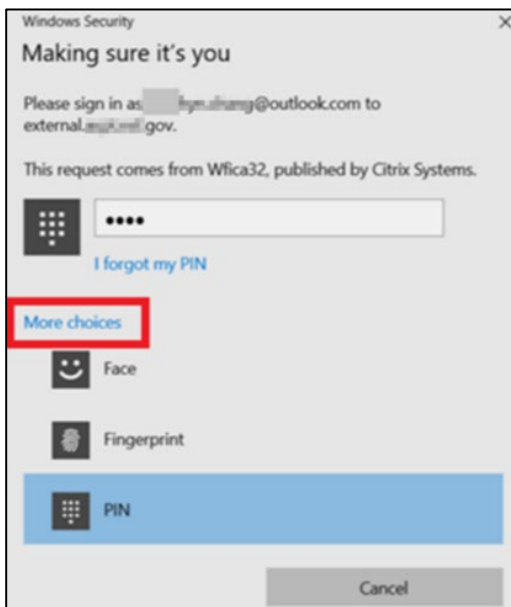 Windows Security
Making sure it's you
Please sign in as @outlook.com to
external. gov.
This request comes from Wfica32, published by Citrix Systems.
••••
I forgot my PIN
More choices
Face
Fingerprint
PIN
Cancel